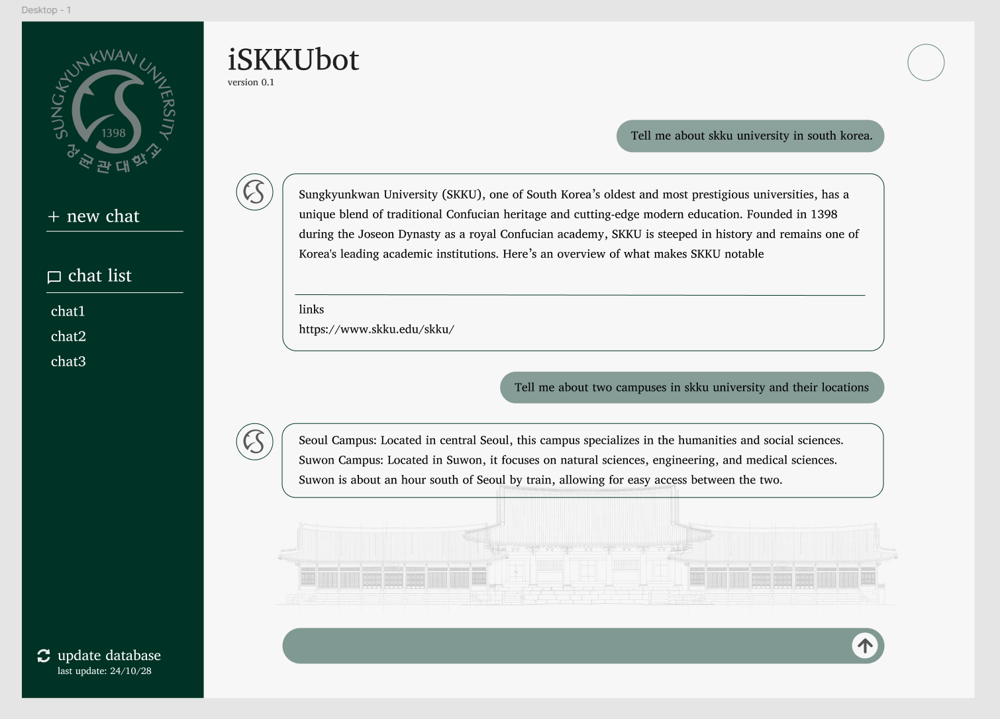 Desktop - 1
SUNGKYUNKWAN UNIVERSITY
1398
성균관대학교
+ new chat
chat list
chat1
chat2
chat3
update database
last update: 24/10/28
iSKKUbot
version 0.1
Tell me about skku university in south korea.
Sungkyunkwan University (SKKU), one of South Korea’s oldest and most prestigious universities, has a
unique blend of traditional Confucian heritage and cutting-edge modern education. Founded in 1398
during the Joseon Dynasty as a royal Confucian academy, SKKU is steeped in history and remains one of
Korea's leading academic institutions. Here’s an overview of what makes SKKU notable
links
https://www.skku.edu/skku/
Tell me about two campuses in skku university and their locations
Seoul Campus: Located in central Seoul, this campus specializes in the humanities and social sciences.
Suwon Campus: Located in Suwon, it focuses on natural sciences, engineering, and medical sciences.
Suwon is about an hour south of Seoul by train, allowing for easy access between the two.